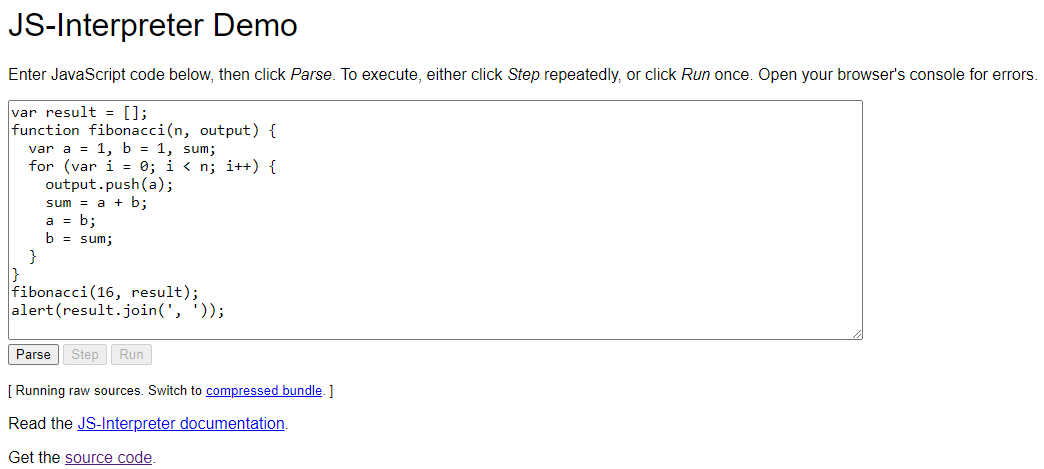 JS-Interpreter Demo
Enter JavaScript code below, then click Parse. To execute, either click Step repeatedly, or click Run once. Open your browser's console for errors.
var result = [];
function fibonacci(n, output) {
  var a = 1, b = 1, sum;
  for (var i = 0; i < n; i++) {
    output.push(a);
    sum = a + b;
    a = b;
    b = sum;
  }
}
fibonacci(16, result);
alert(result.join(', '));
Parse Step Run
[ Running raw sources. Switch to compressed bundle. ]
Read the JS-Interpreter documentation.
Get the source code.